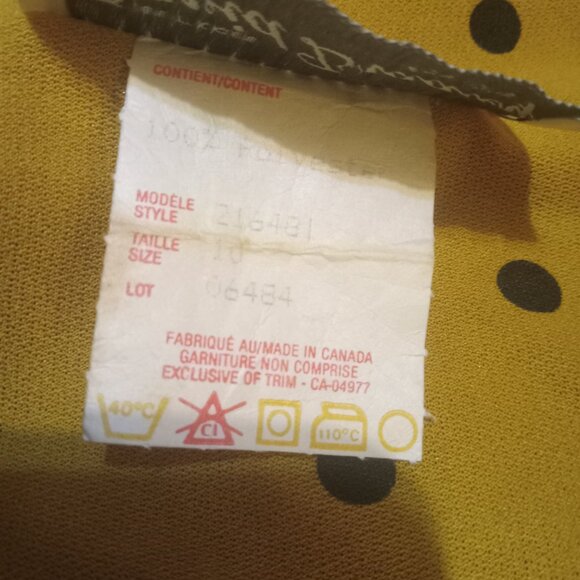 CONTIENT/CONTENT
100% Polyester
MODÈLE
STYLE 216481
TAILLE
SIZE 10
LOT 06484
FABRIQUÉ AU/MADE IN CANADA
GARNITURE NON COMPRISE
EXCLUSIVE OF TRIM - CA-04977
40°C Cl 110°C